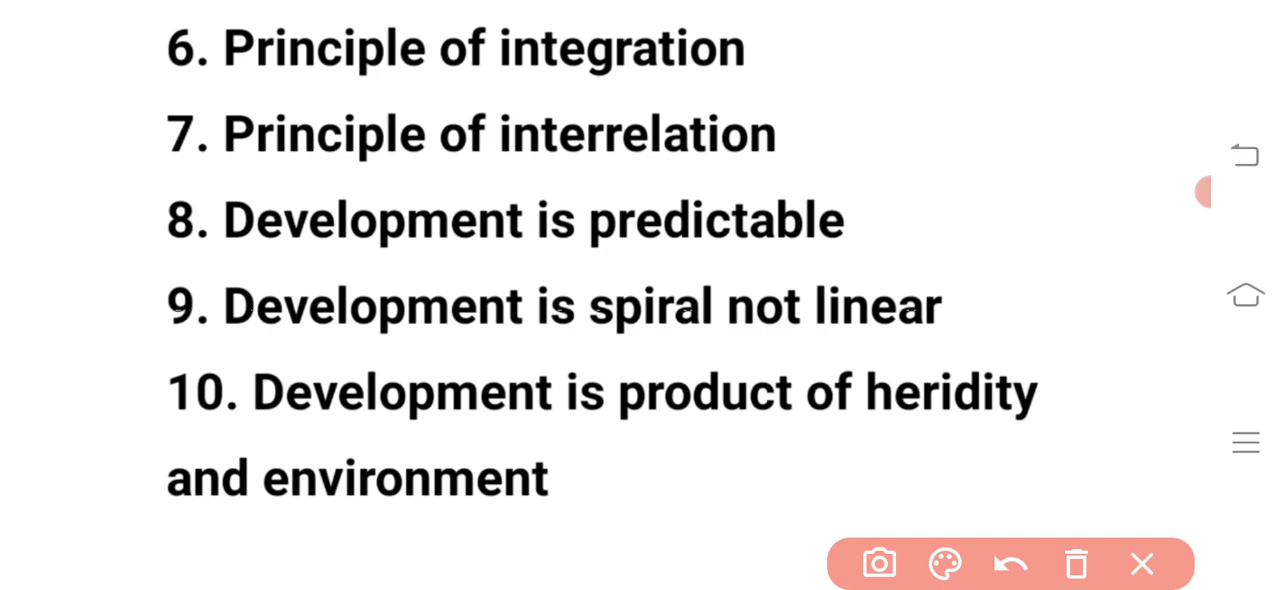 6. Principle of integration
7. Principle of interrelation
8. Development is predictable
9. Development is spiral not linear
10. Development is product of heridity
and environment